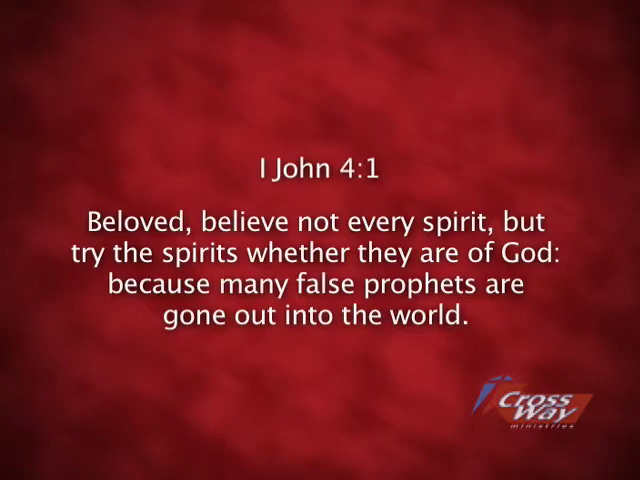 I John 4:1
Beloved, believe not every spirit, but
try the spirits whether they are of God:
because many false prophets are
gone out into the world.
Cross
Way
ministries